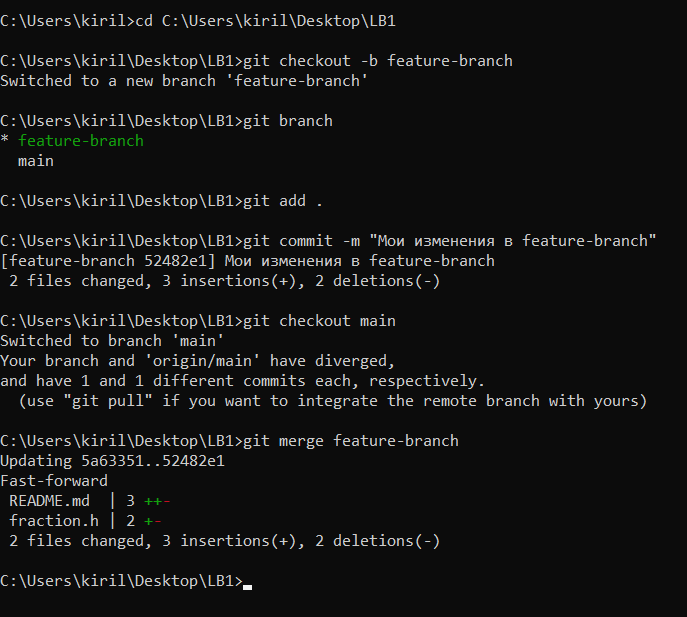 C:\Users\kiril>cd C:\Users\kiril\Desktop\LB1
C:\Users\kiril\Desktop\LB1>git checkout -b feature-branch
Switched to a new branch 'feature-branch'
C:\Users\kiril\Desktop\LB1>git branch
* feature-branch
  main
C:\Users\kiril\Desktop\LB1>git add .
C:\Users\kiril\Desktop\LB1>git commit -m "Мои изменения в feature-branch"
[feature-branch 52482e1] Мои изменения в feature-branch
 2 files changed, 3 insertions(+), 2 deletions(-)
C:\Users\kiril\Desktop\LB1>git checkout main
Switched to branch 'main'
Your branch and 'origin/main' have diverged,
and have 1 and 1 different commits each, respectively.
  (use "git pull" if you want to integrate the remote branch with yours)
C:\Users\kiril\Desktop\LB1>git merge feature-branch
Updating 5a63351..52482e1
Fast-forward
 README.md  | 3 ++-
 fraction.h | 2 +-
 2 files changed, 3 insertions(+), 2 deletions(-)
C:\Users\kiril\Desktop\LB1>